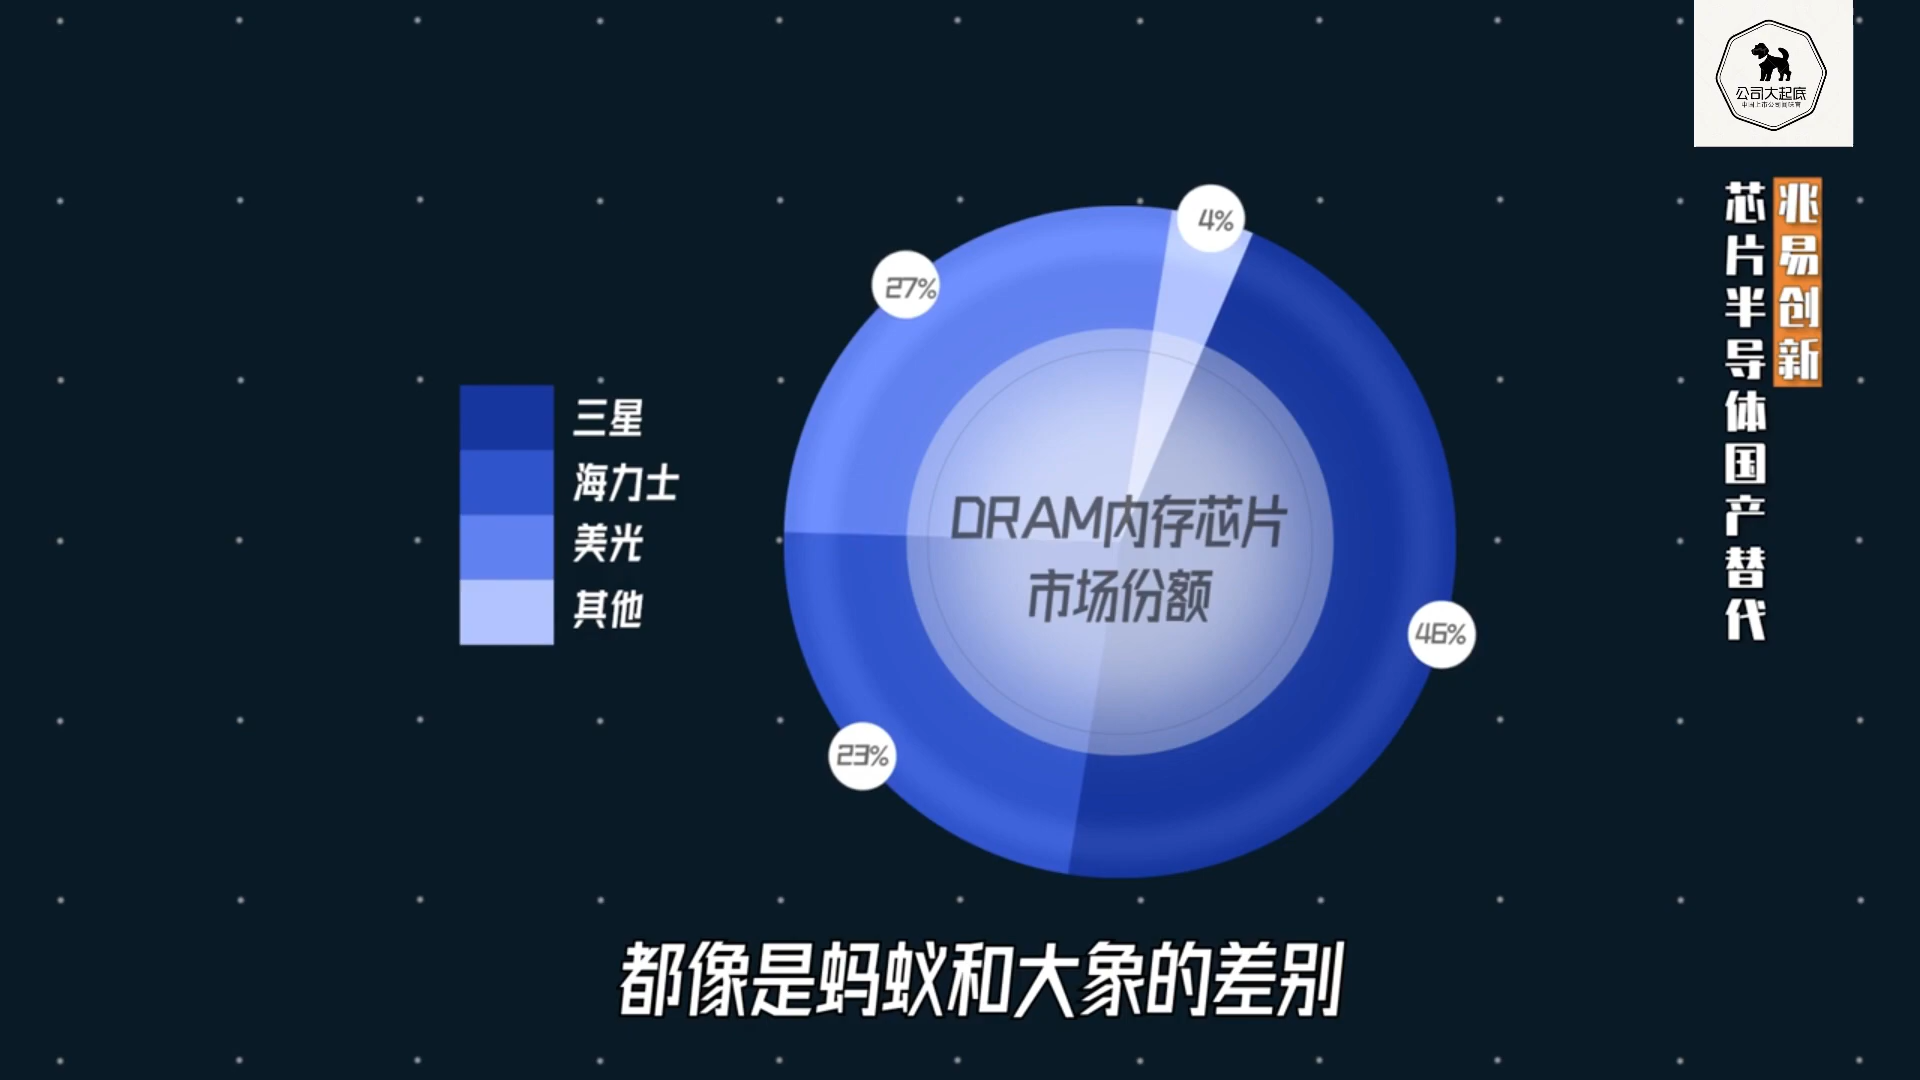 公司大起底
兆易创新
芯片半导体国产替代
4%
27%
三星
海力士
美光
其他
DRAM内存芯片
市场份额
46%
23%
都像是蚂蚁和大象的差别